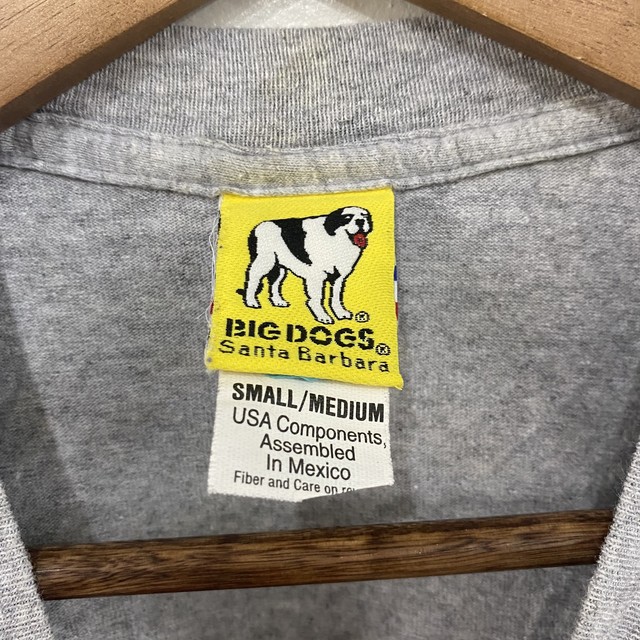 BIG DOGS®
Santa Barbara
SMALL/MEDIUM
USA Components,
Assembled
In Mexico
Fiber and Care on